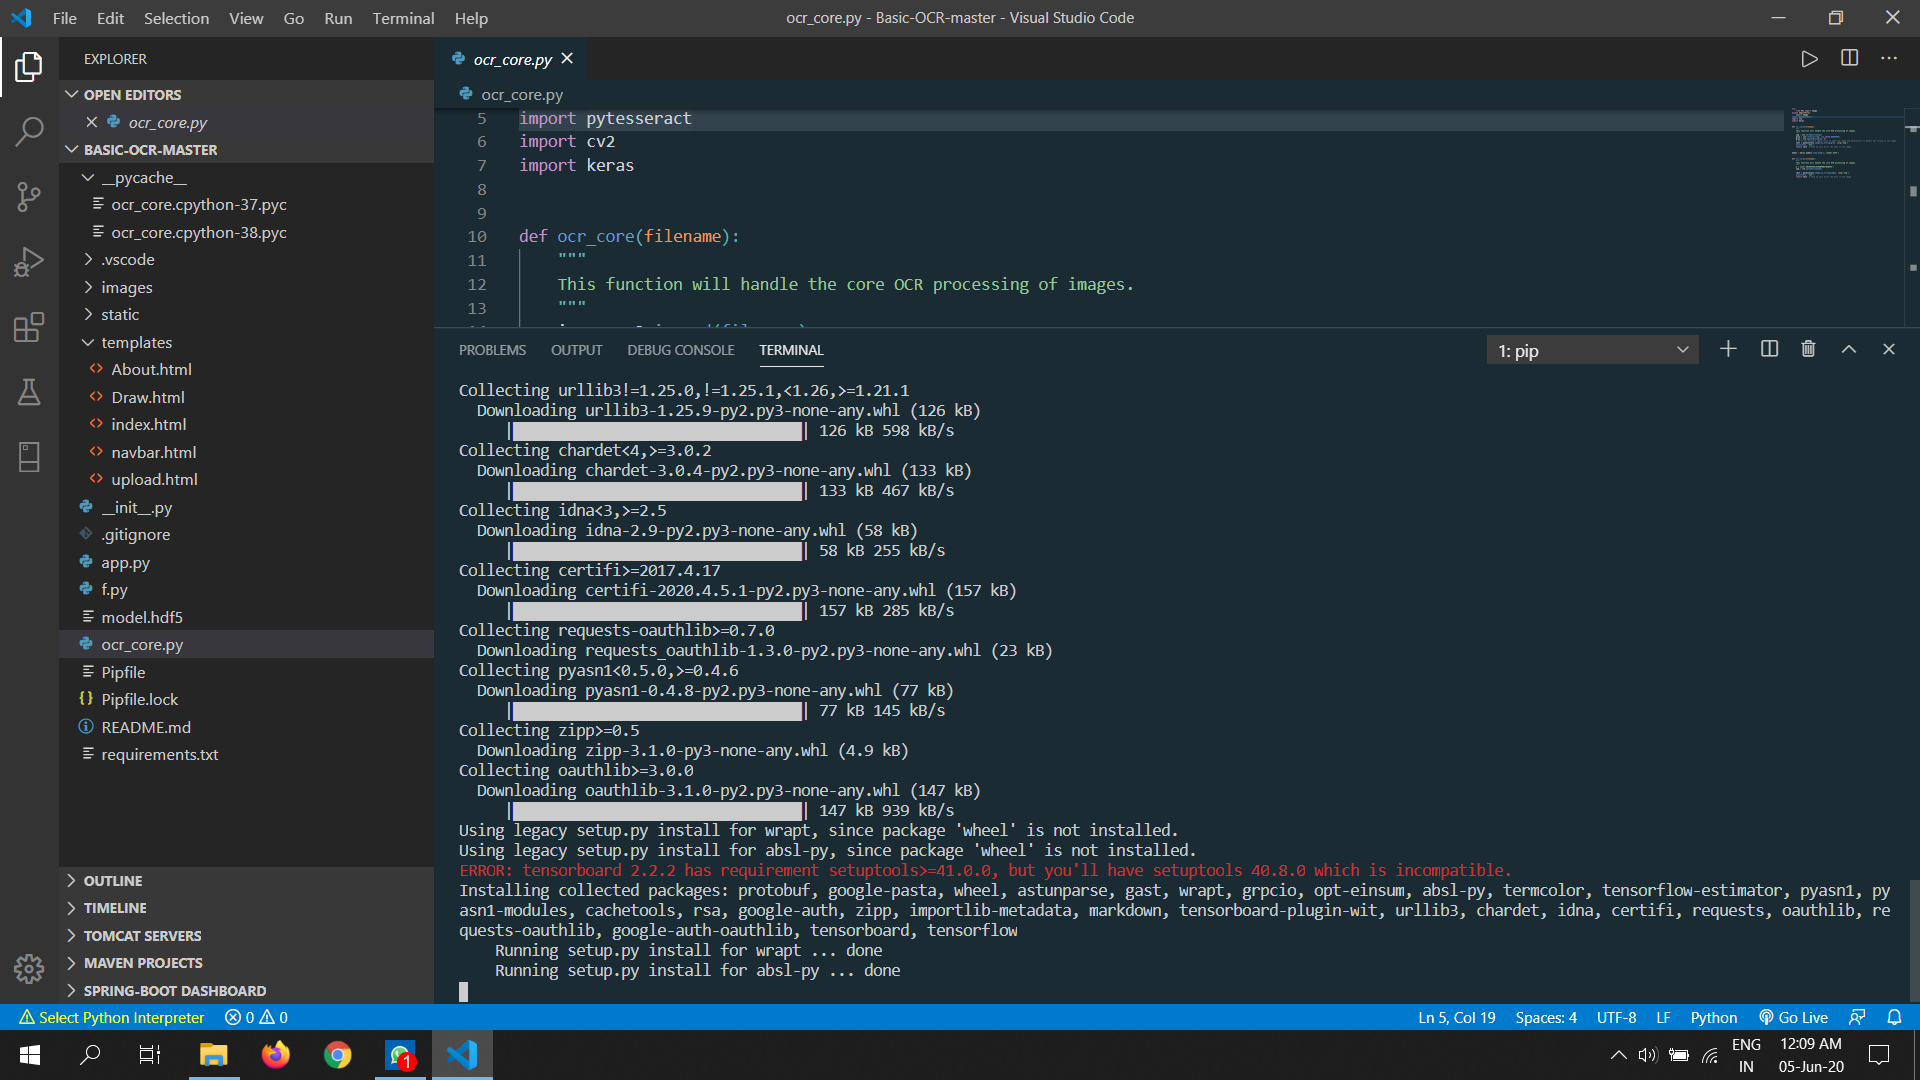 File Edit Selection View Go Run Terminal Help
ocr_core.py - Basic-OCR-master - Visual Studio Code
EXPLORER
OPEN EDITORS
ocr_core.py
BASIC-OCR-MASTER
__pycache__
ocr_core.cpython-37.pyc
ocr_core.cpython-38.pyc
.vscode
images
static
templates
About.html
Draw.html
index.html
navbar.html
upload.html
__init__.py
.gitignore
app.py
f.py
model.hdf5
ocr_core.py
Pipfile
Pipfile.lock
README.md
requirements.txt
OUTLINE
TIMELINE
TOMCAT SERVERS
MAVEN PROJECTS
SPRING-BOOT DASHBOARD
ocr_core.py
ocr_core.py
5 import pytesseract
6 import cv2
7 import keras
8
9
10 def ocr_core(filename):
11 """
12 This function will handle the core OCR processing of images.
13 """
PROBLEMS OUTPUT DEBUG CONSOLE TERMINAL
1: pip
Collecting urllib3!=1.25.0,!=1.25.1,<1.26,>=1.21.1
Downloading urllib3-1.25.9-py2.py3-none-any.whl (126 kB)
126 kB 598 kB/s
Collecting chardet<4,>=3.0.2
Downloading chardet-3.0.4-py2.py3-none-any.whl (133 kB)
133 kB 467 kB/s
Collecting idna<3,>=2.5
Downloading idna-2.9-py2.py3-none-any.whl (58 kB)
58 kB 255 kB/s
Collecting certifi>=2017.4.17
Downloading certifi-2020.4.5.1-py2.py3-none-any.whl (157 kB)
157 kB 285 kB/s
Collecting requests-oauthlib>=0.7.0
Downloading requests_oauthlib-1.3.0-py2.py3-none-any.whl (23 kB)
Collecting pyasn1<0.5.0,>=0.4.6
Downloading pyasn1-0.4.8-py2.py3-none-any.whl (77 kB)
77 kB 145 kB/s
Collecting zipp>=0.5
Downloading zipp-3.1.0-py3-none-any.whl (4.9 kB)
Collecting oauthlib>=3.0.0
Downloading oauthlib-3.1.0-py2.py3-none-any.whl (147 kB)
147 kB 939 kB/s
Using legacy setup.py install for wrapt, since package 'wheel' is not installed.
Using legacy setup.py install for absl-py, since package 'wheel' is not installed.
ERROR: tensorboard 2.2.2 has requirement setuptools>=41.0.0, but you'll have setuptools 40.8.0 which is incompatible.
Installing collected packages: protobuf, google-pasta, wheel, astunparse, gast, wrapt, grpcio, opt-einsum, absl-py, termcolor, tensorflow-estimator, pyasn1, py
asn1-modules, cachetools, rsa, google-auth, zipp, importlib-metadata, markdown, tensorboard-plugin-wit, urllib3, chardet, idna, certifi, requests, oauthlib, re
quests-oauthlib, google-auth-oauthlib, tensorboard, tensorflow
Running setup.py install for wrapt ... done
Running setup.py install for absl-py ... done
Select Python Interpreter 0 0
Ln 5, Col 19 Spaces: 4 UTF-8 LF Python Go Live
1
ENG
IN
12:09 AM
05-Jun-20